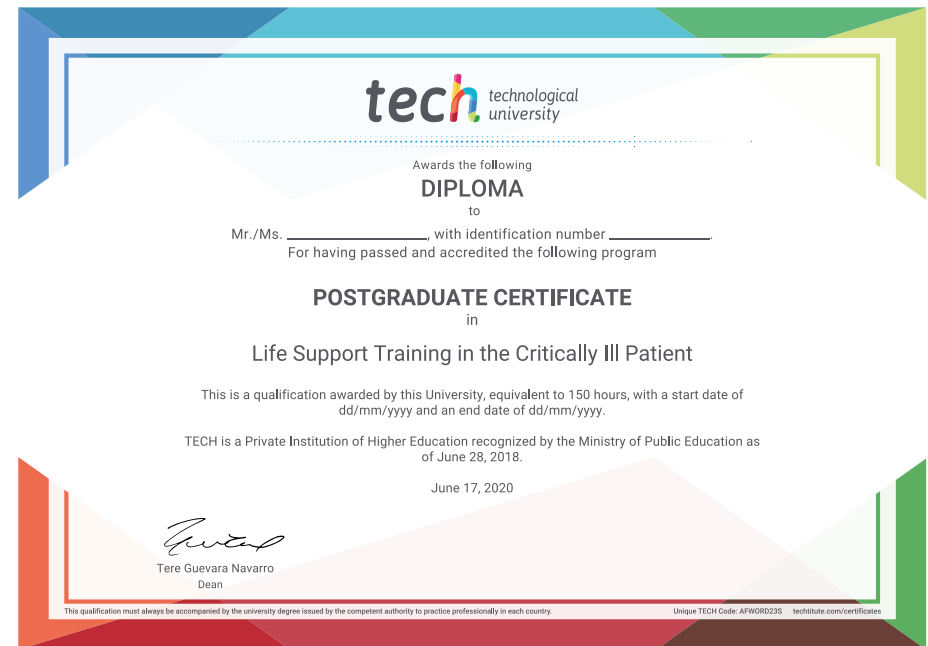 tech technological
university
Awards the following
DIPLOMA
to
Mr./Ms. ____________________, with identification number ______________.
For having passed and accredited the following program
POSTGRADUATE CERTIFICATE
in
Life Support Training in the Critically Ill Patient
This is a qualification awarded by this University, equivalent to 150 hours, with a start date of
dd/mm/yyyy and an end date of dd/mm/yyyy.
TECH is a Private Institution of Higher Education recognized by the Ministry of Public Education as
of June 28, 2018.
June 17, 2020
Tere Guevara Navarro
Dean
This qualification must always be accompanied by the university degree issued by the competent authority to practice professionally in each country.
Unique TECH Code: AFWORD23S techtitute.com/certificates